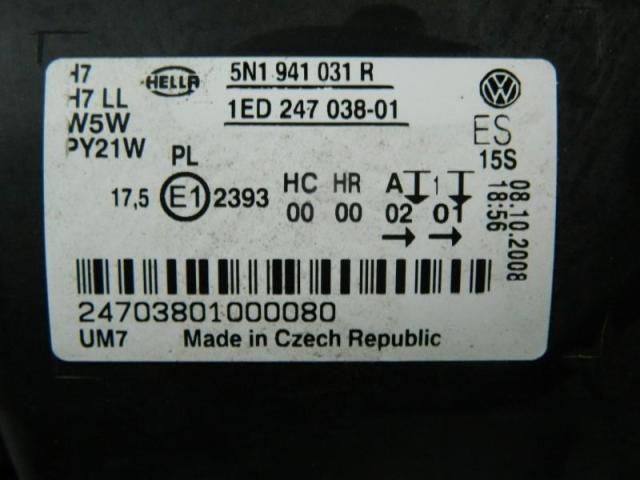 H7
H7 LL
W5W
PY21W
HELLA
5N1 941 031 R
1ED 247 038-01
VW
ES
15S
08.10.2008
18:56
PL
17,5 E1 2393
HC HR A 1
00 00 02 01
24703801000080
UM7 Made in Czech Republic